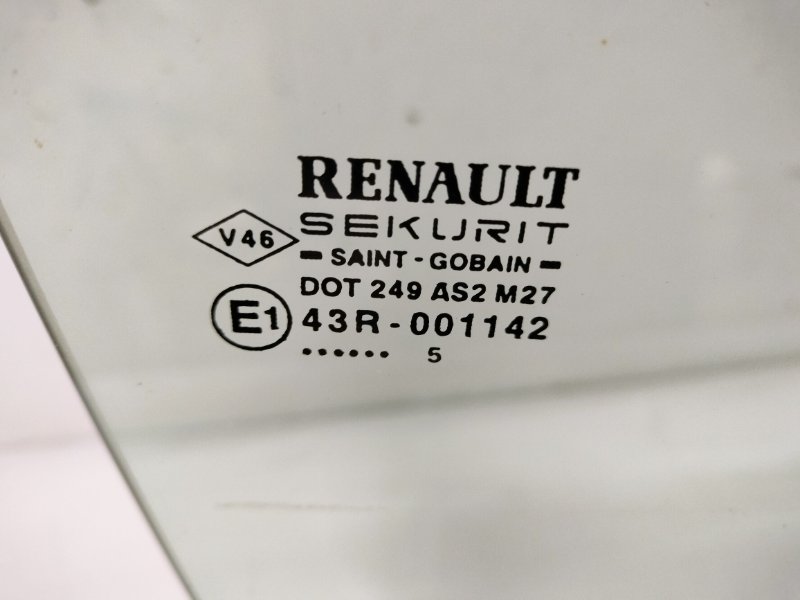 RENAULT
SEKURIT
V46
- SAINT - GOBAIN -
DOT 249 AS2 M27
E1
43R - 001142
...... 5